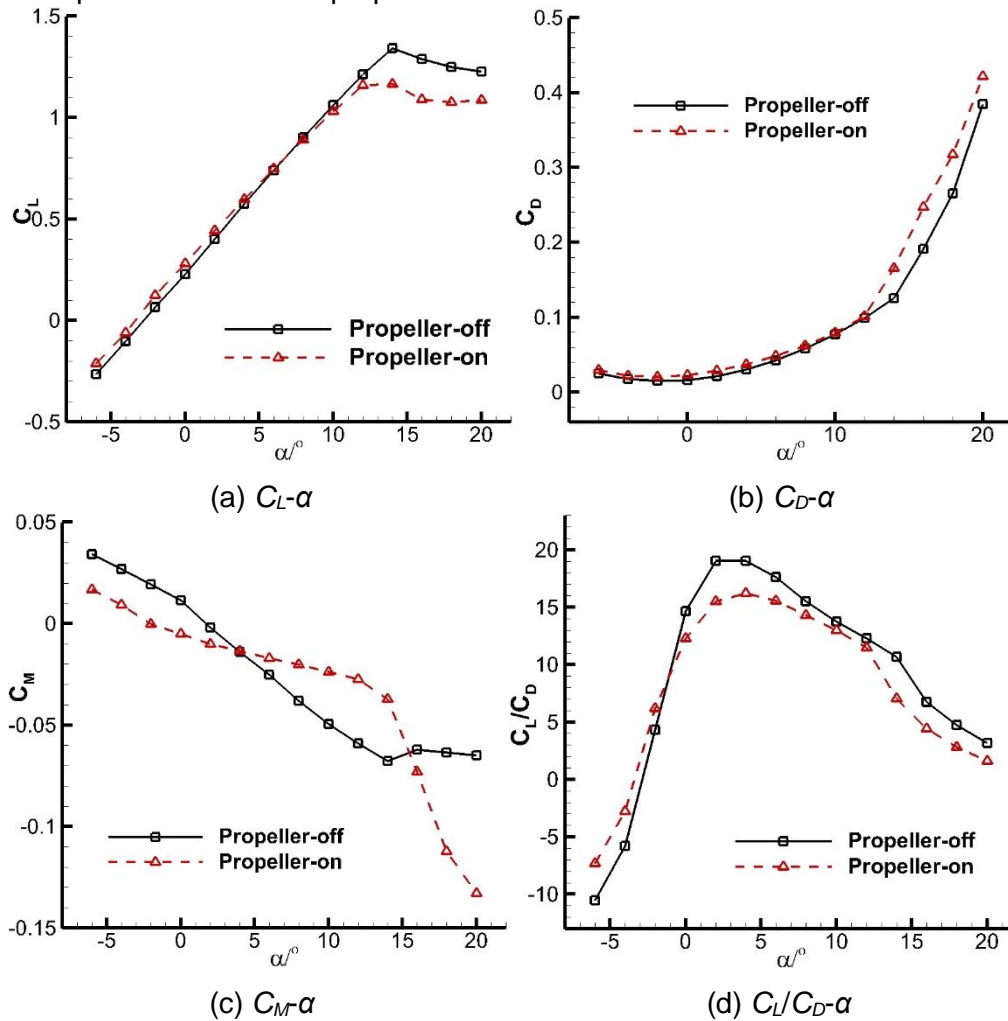 1.5
1
0.5
0
-0.5
C_L
-5 0 5 10 15 20
α/°
Propeller-off
Propeller-on
(a) C_L-α
0.5
0.4
0.3
0.2
0.1
0
C_D
0 10 20
α/°
Propeller-off
Propeller-on
(b) C_D-α
0.05
0
-0.05
-0.1
-0.15
C_M
-5 0 5 10 15 20
α/°
Propeller-off
Propeller-on
(c) C_M-α
20
15
10
5
0
-5
-10
C_L/C_D
-5 0 5 10 15 20
α/°
Propeller-off
Propeller-on
(d) C_L/C_D-α